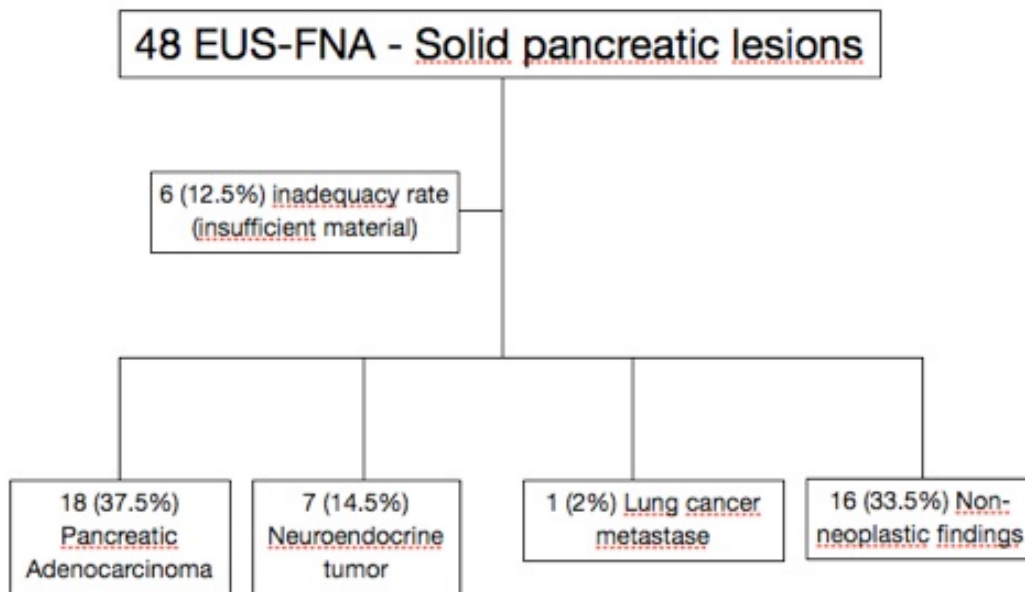 48 EUS-FNA - Solid pancreatic lesions
6 (12.5%) inadequacy rate
(insufficient material)
18 (37.5%)
Pancreatic
Adenocarcinoma
7 (14.5%)
Neuroendocrine
tumor
1 (2%) Lung cancer
metastase
16 (33.5%) Non-
neoplastic findings